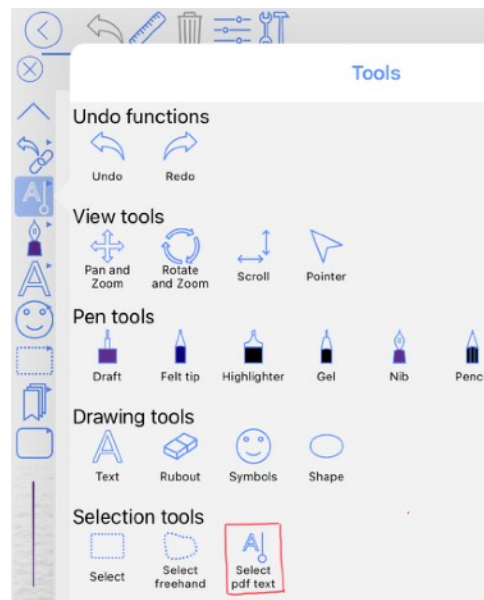 Tools
Undo functions
Undo Redo
View tools
Pan and Rotate Scroll Pointer
Zoom and Zoom
Pen tools
Draft Felt tip Highlighter Gel Nib Penc
Drawing tools
Text Rubout Symbols Shape
Selection tools
Select Select Select
freehand pdf text